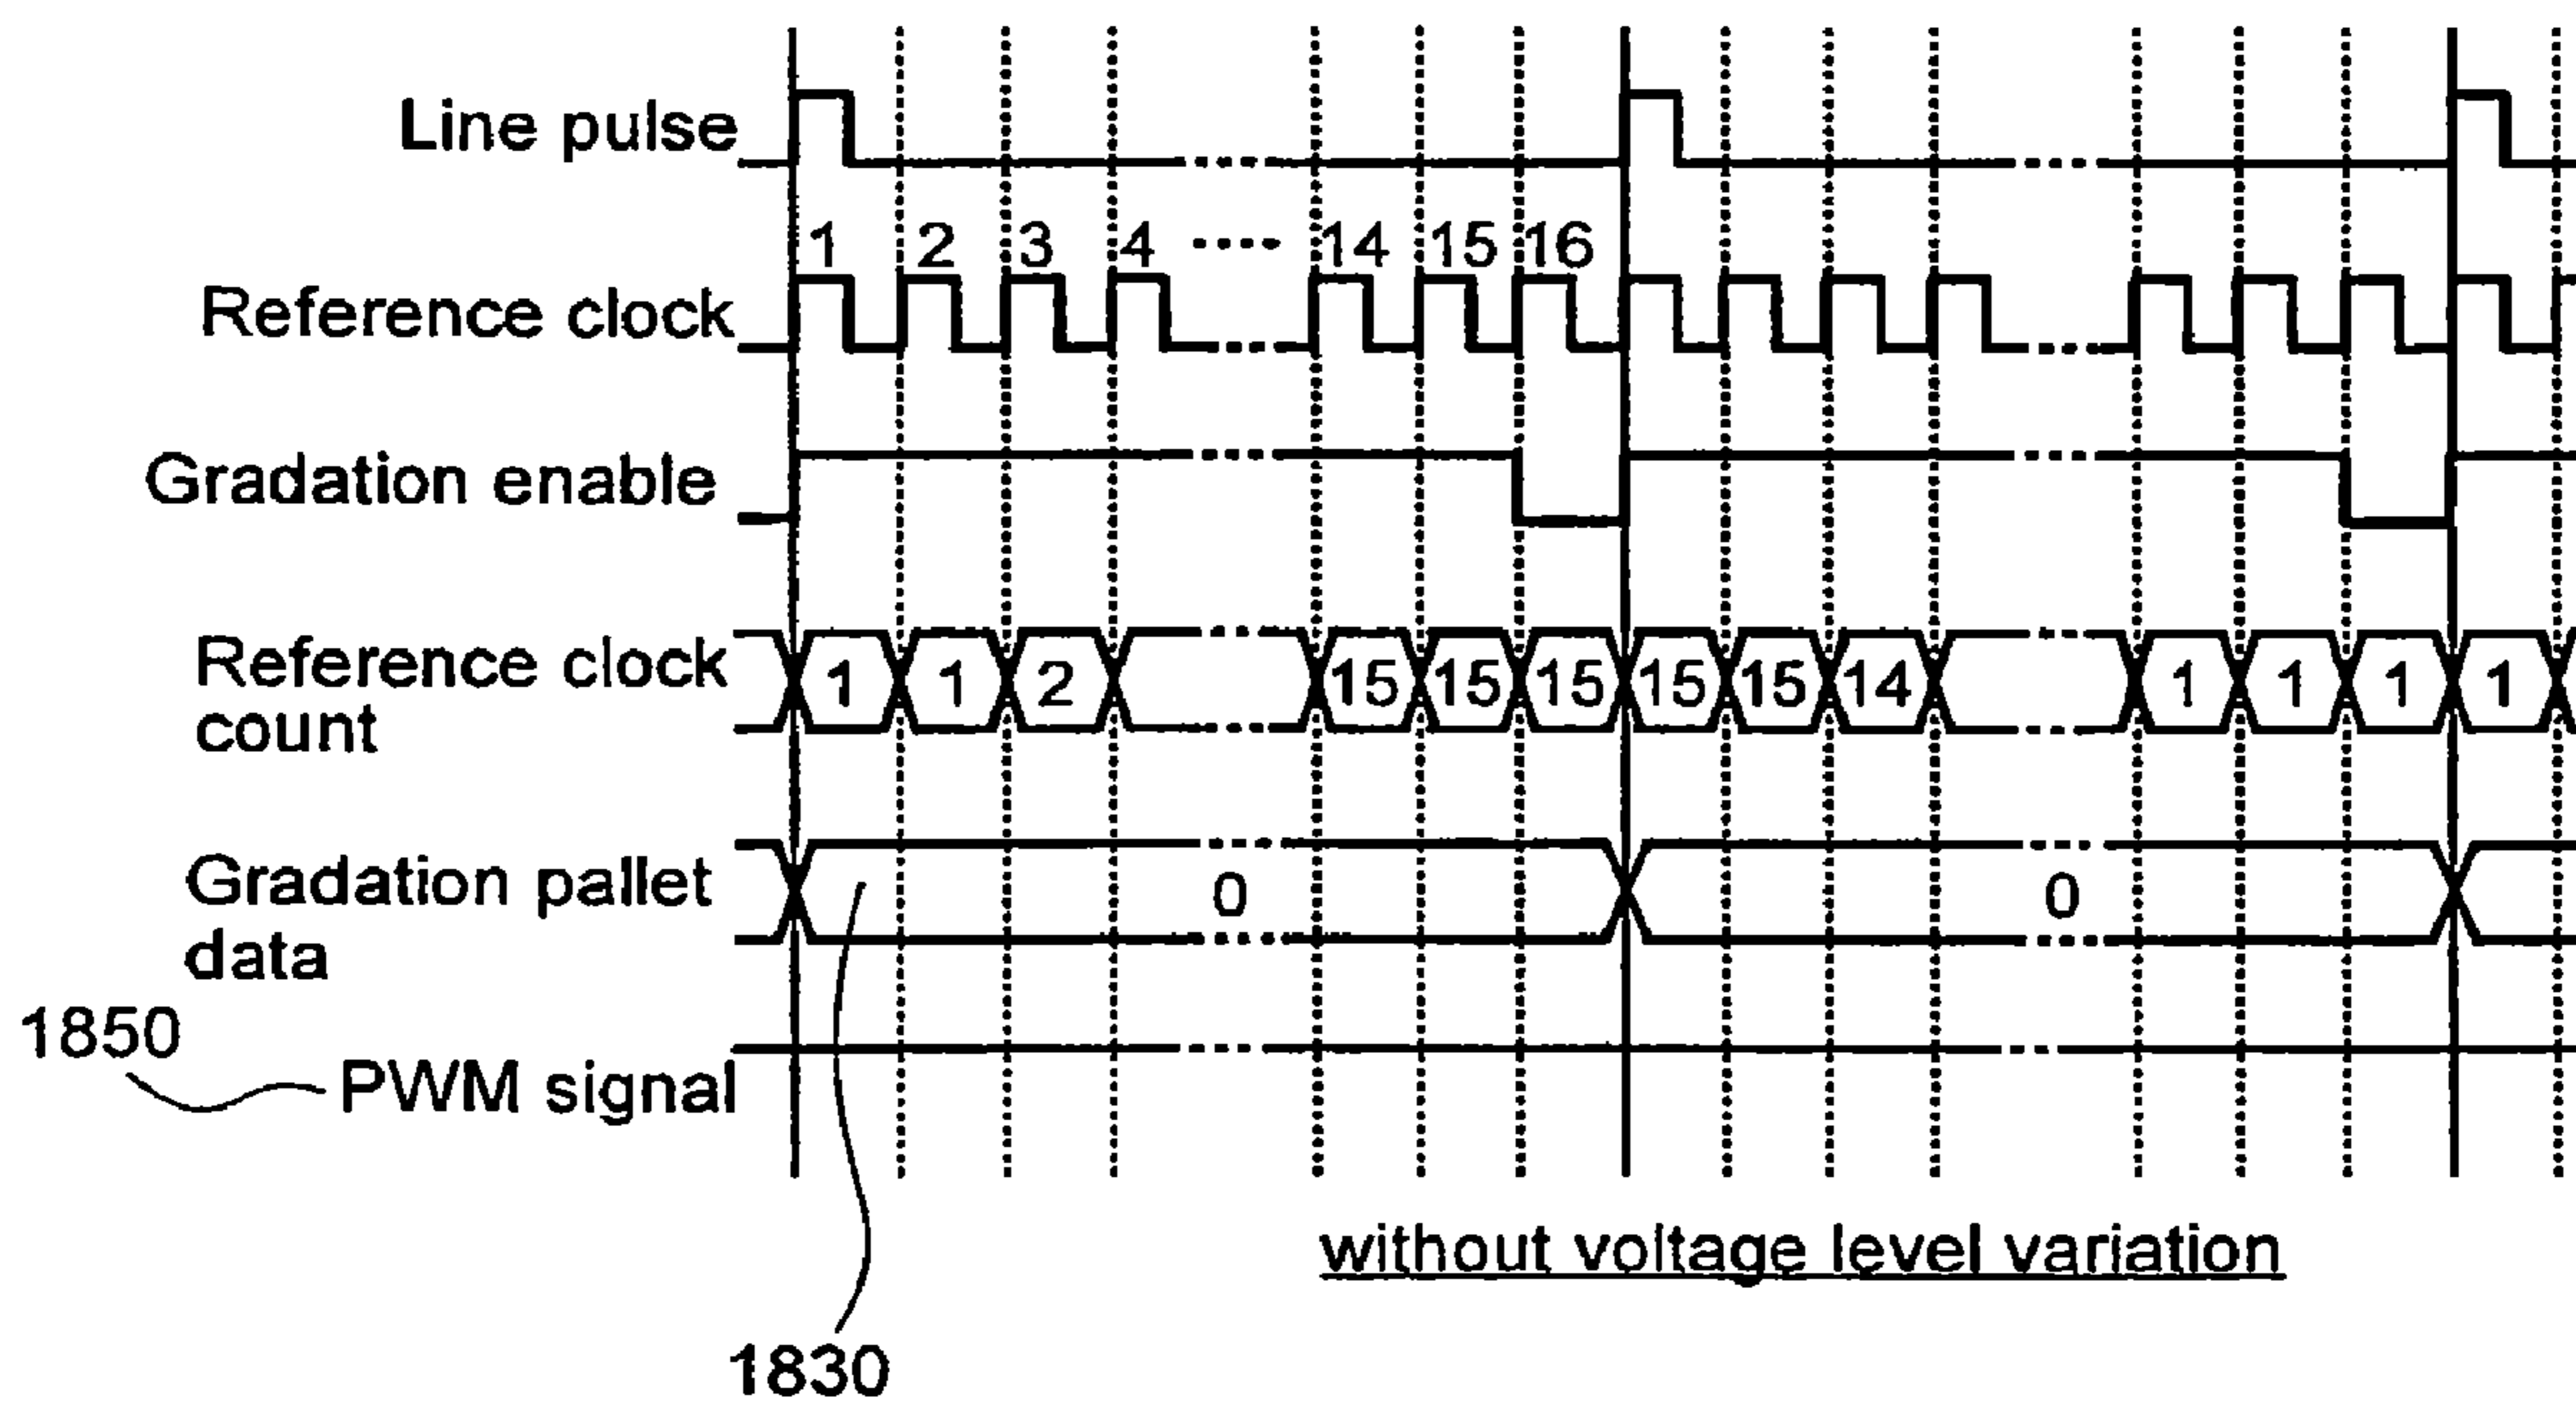 Line pulse
1 2 3 4 ···· 14 15 16
Reference clock
Gradation enable
Reference clock
count
1 1 2 15 15 15 15 15 14 1 1 1 1
Gradation pallet
data
0 0
1850
PWM signal
without voltage level variation
1830